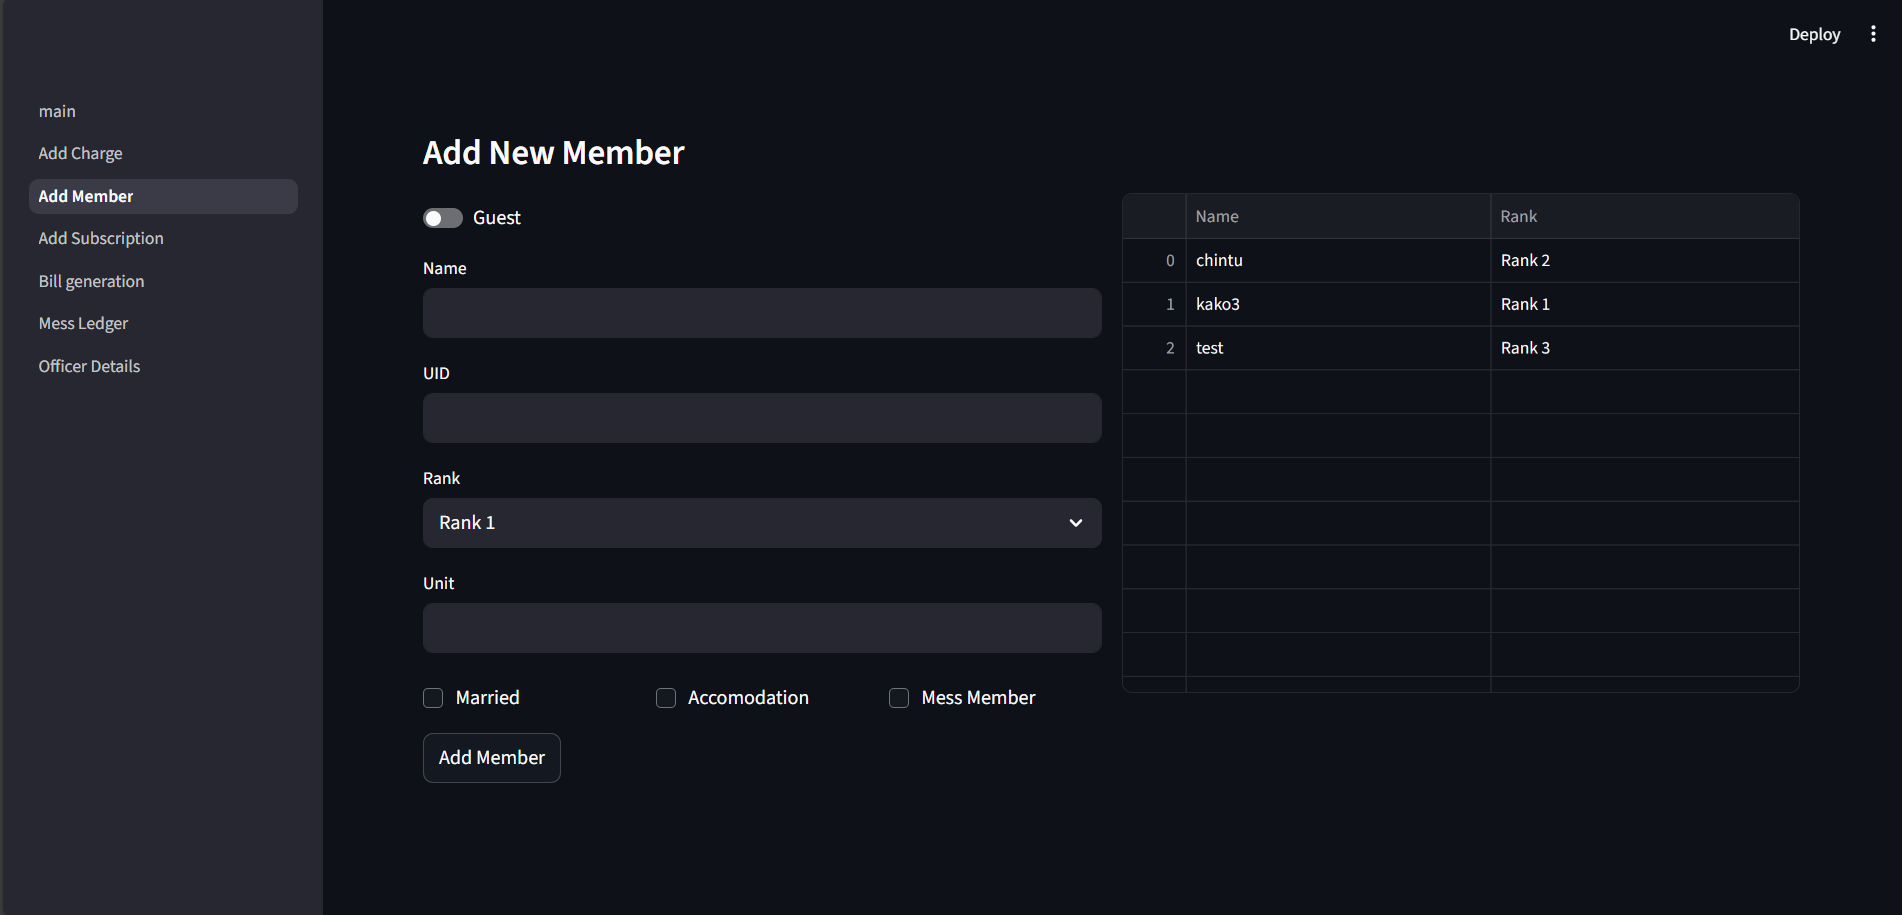 Deploy
main
Add Charge
Add Member
Add Subscription
Bill generation
Mess Ledger
Officer Details
Add New Member
Guest
Name
UID
Rank
Rank 1
Unit
Married Accomodation Mess Member
Add Member
Name Rank
0 chintu Rank 2
1 kako3 Rank 1
2 test Rank 3